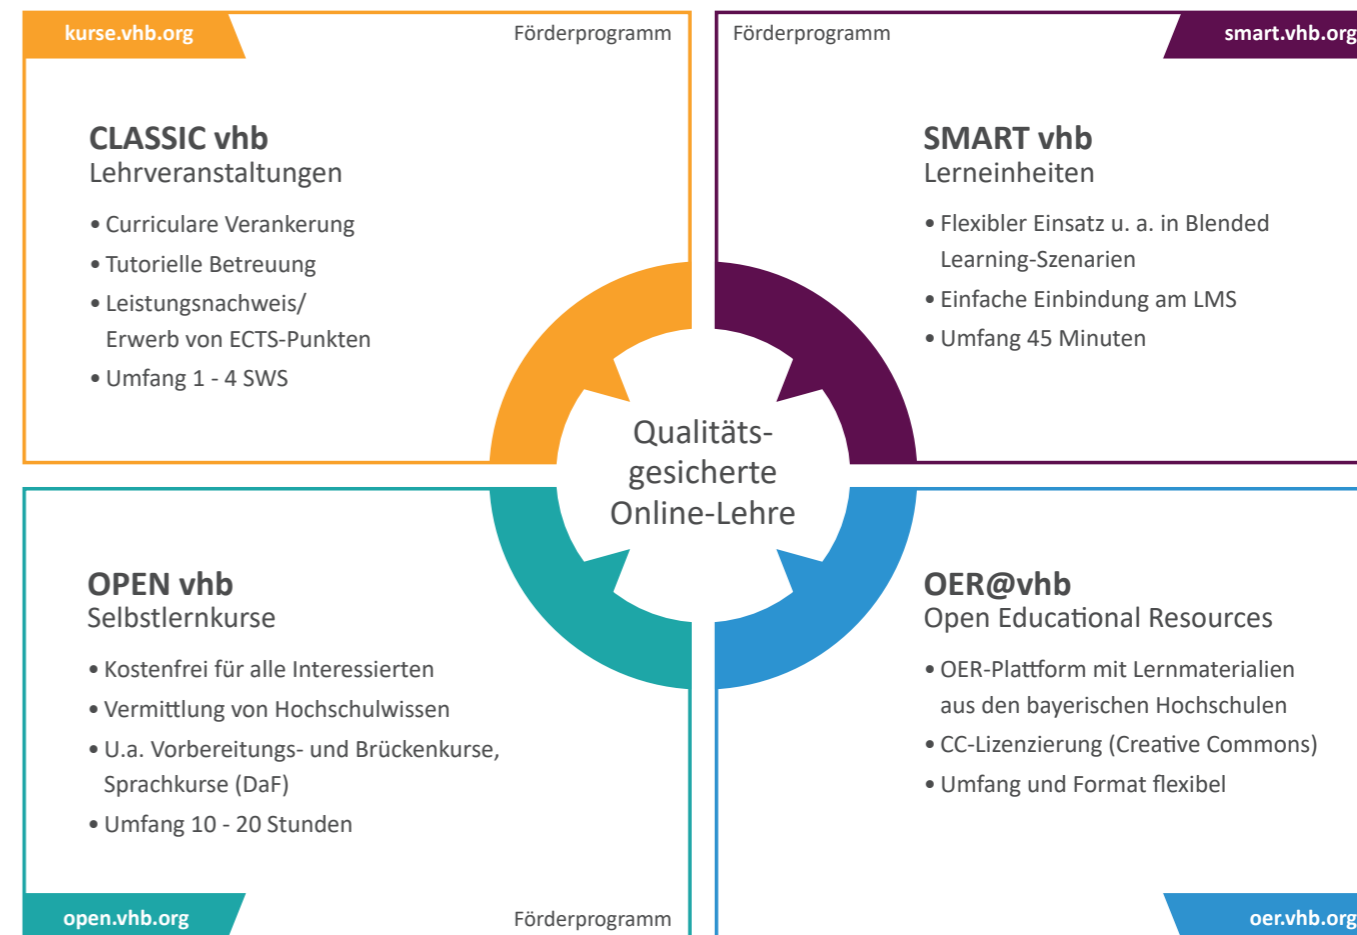 kurse.vhb.org
Förderprogramm
CLASSIC vhb
Lehrveranstaltungen
• Curriculare Verankerung
• Tutorielle Betreuung
• Leistungsnachweis/
Erwerb von ECTS-Punkten
• Umfang 1 - 4 SWS
Förderprogramm
smart.vhb.org
SMART vhb
Lerneinheiten
• Flexibler Einsatz u. a. in Blended
Learning-Szenarien
• Einfache Einbindung am LMS
• Umfang 45 Minuten
Qualitäts-
gesicherte
Online-Lehre
OPEN vhb
Selbstlernkurse
• Kostenfrei für alle Interessierten
• Vermittlung von Hochschulwissen
• U.a. Vorbereitungs- und Brückenkurse,
Sprachkurse (DaF)
• Umfang 10 - 20 Stunden
open.vhb.org
Förderprogramm
OER@vhb
Open Educational Resources
• OER-Plattform mit Lernmaterialien
aus den bayerischen Hochschulen
• CC-Lizenzierung (Creative Commons)
• Umfang und Format flexibel
oer.vhb.org